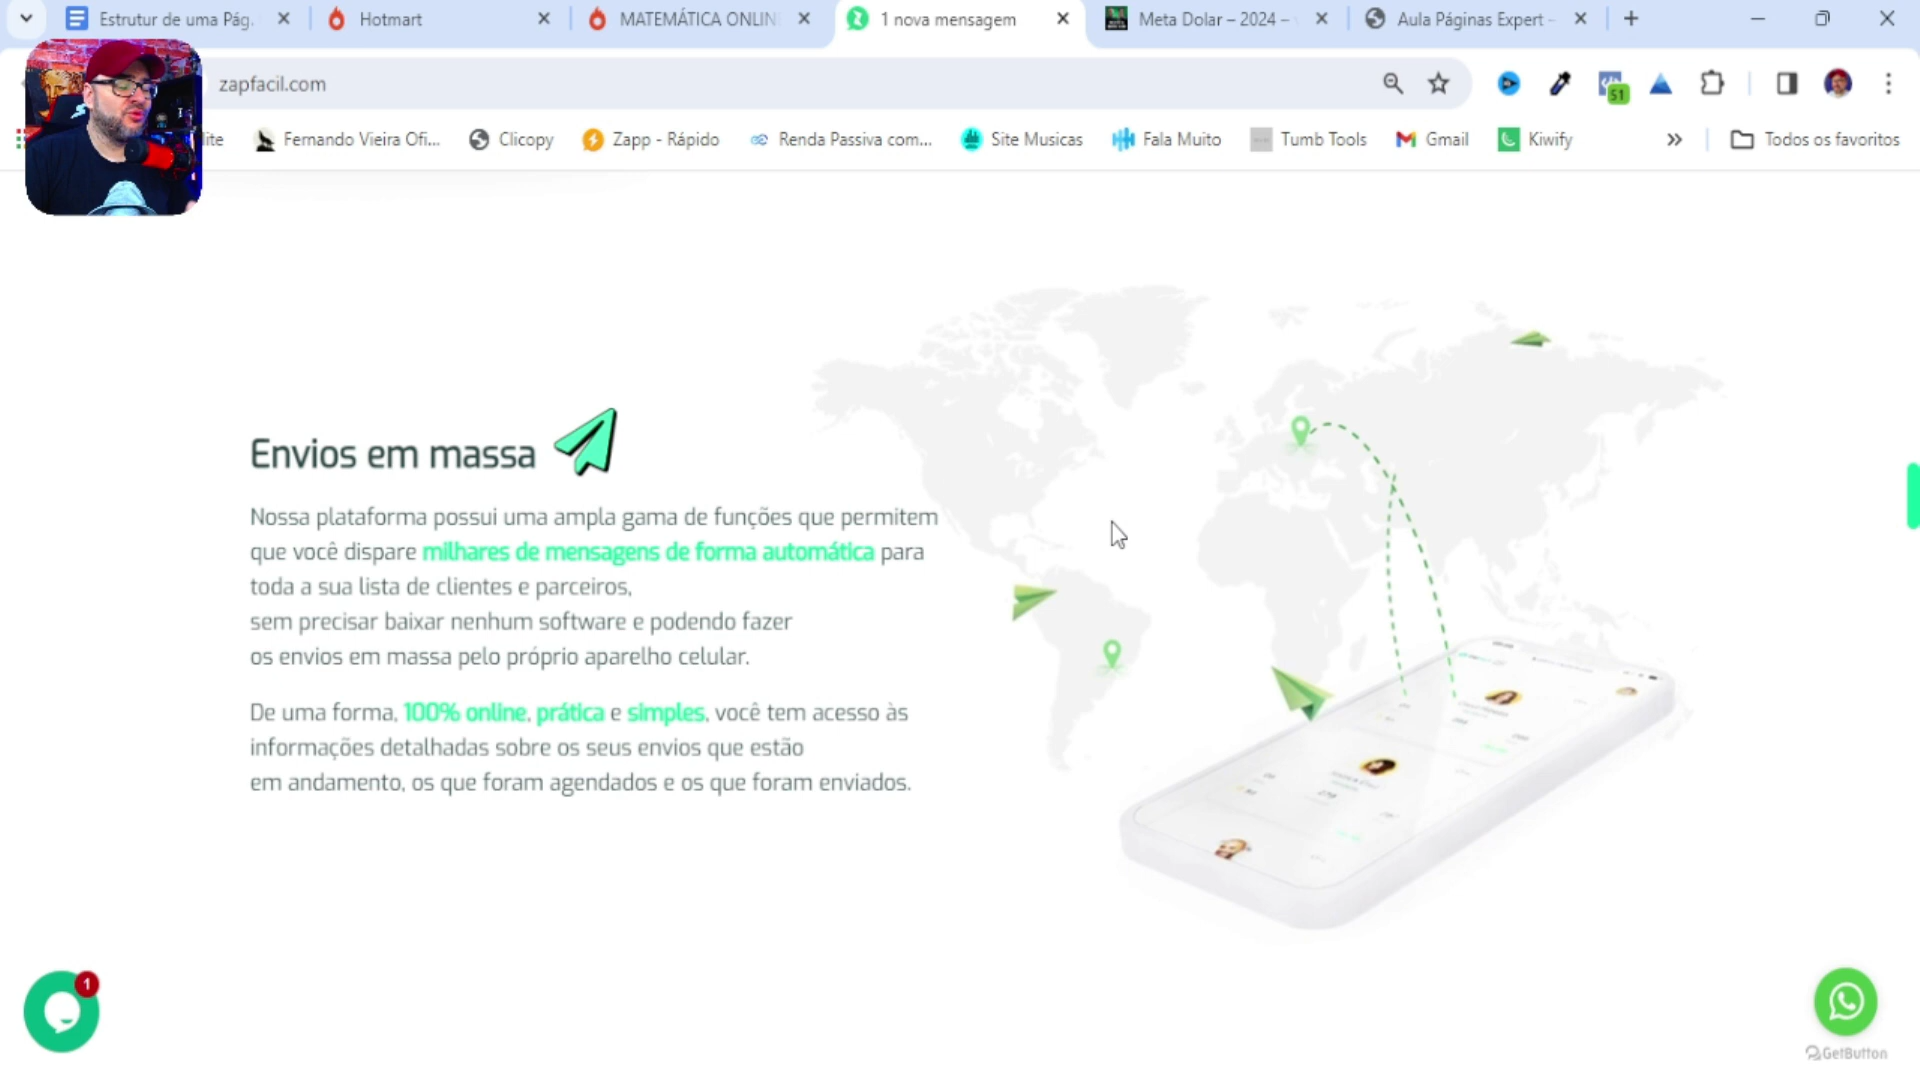 Estrutur de uma Pág.
Hotmart
MATEMÁTICA ONLIN
1 nova mensagem
Meta Dolar – 2024 –
Aula Páginas Expert –
zapfacil.com
51
lite
Fernando Vieira Ofi...
Clicopy
Zapp - Rápido
Renda Passiva com...
Site Musicas
Fala Muito
Tumb Tools
Gmail
Kiwify
Todos os favoritos
Envios em massa
Nossa plataforma possui uma ampla gama de funções que permitem
que você dispare milhares de mensagens de forma automática para
toda a sua lista de clientes e parceiros,
sem precisar baixar nenhum software e podendo fazer
os envios em massa pelo próprio aparelho celular.
De uma forma, 100% online, prática e simples, você tem acesso às
informações detalhadas sobre os seus envios que estão
em andamento, os que foram agendados e os que foram enviados.
1
GetButton